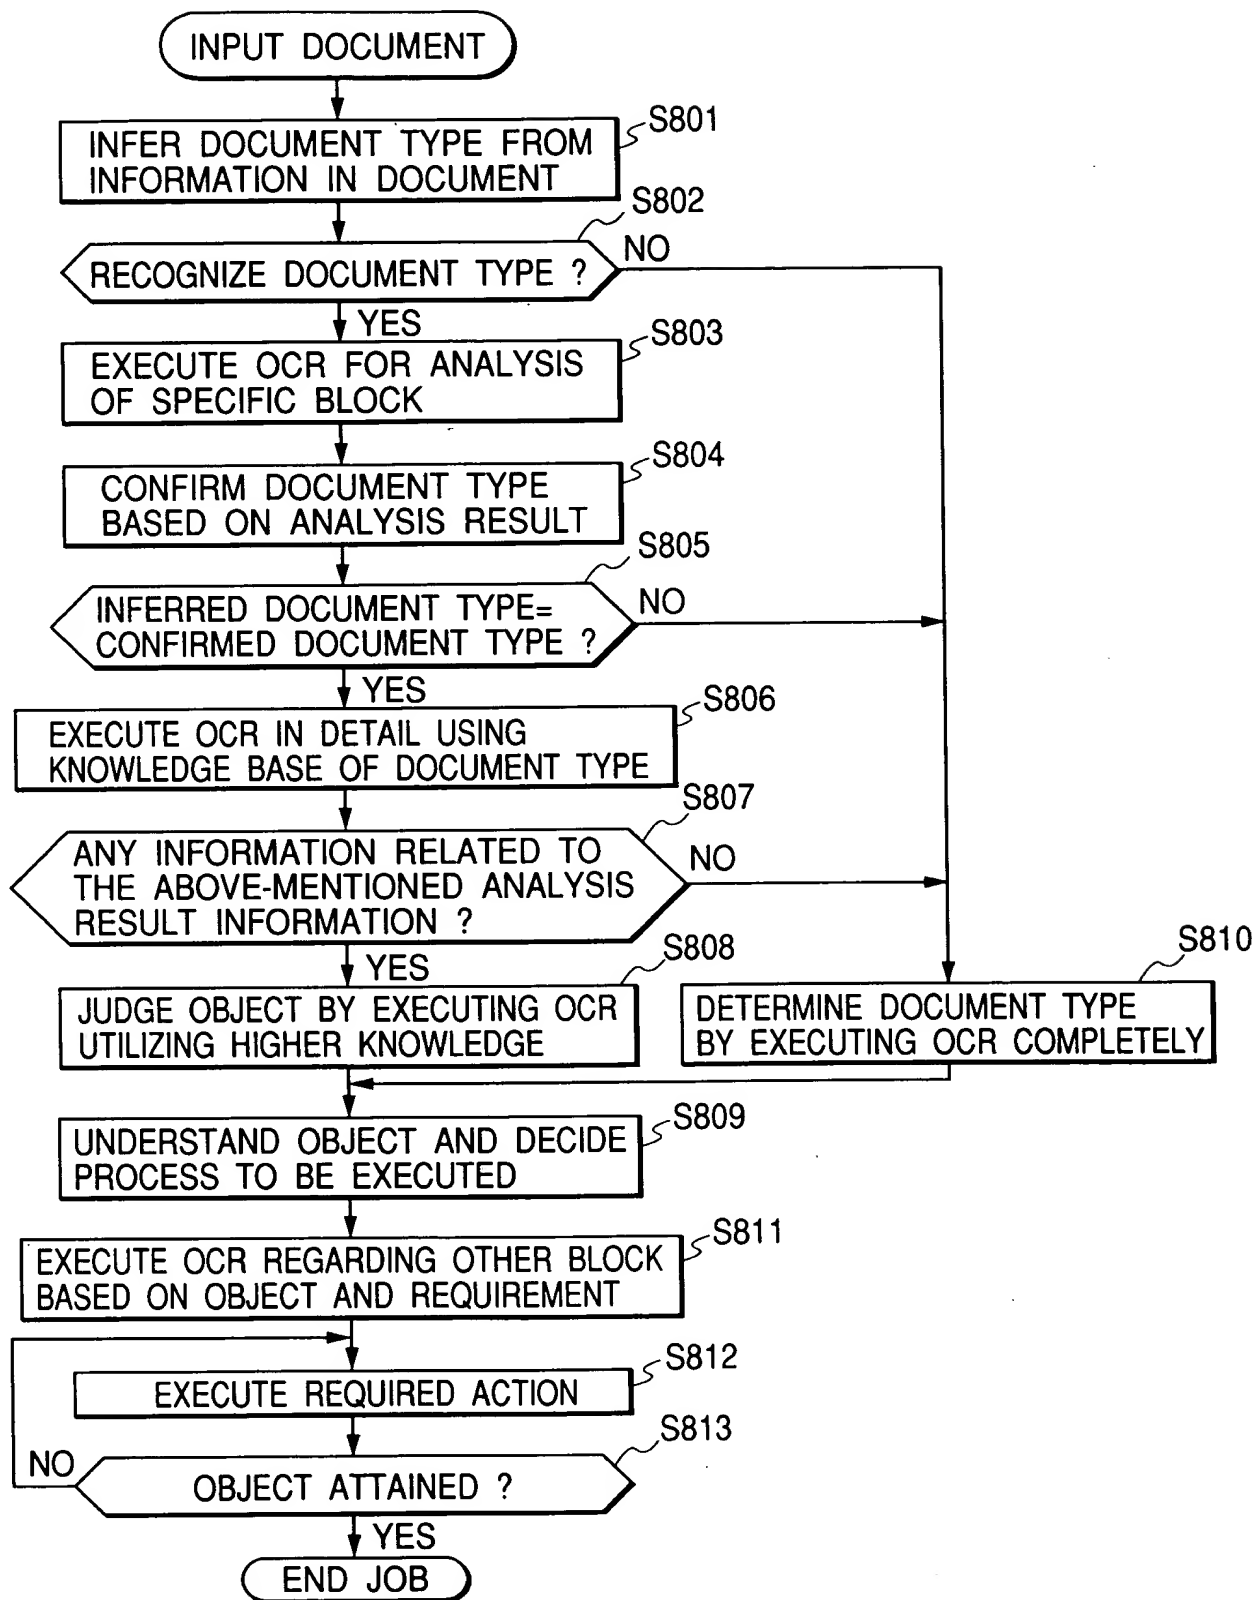 INPUT DOCUMENT
S801
INFER DOCUMENT TYPE FROM
INFORMATION IN DOCUMENT
S802
RECOGNIZE DOCUMENT TYPE ?
NO
YES
S803
EXECUTE OCR FOR ANALYSIS
OF SPECIFIC BLOCK
S804
CONFIRM DOCUMENT TYPE
BASED ON ANALYSIS RESULT
S805
INFERRED DOCUMENT TYPE=
CONFIRMED DOCUMENT TYPE ?
NO
YES
S806
EXECUTE OCR IN DETAIL USING
KNOWLEDGE BASE OF DOCUMENT TYPE
S807
ANY INFORMATION RELATED TO
THE ABOVE-MENTIONED ANALYSIS
RESULT INFORMATION ?
NO
YES
S808
JUDGE OBJECT BY EXECUTING OCR
UTILIZING HIGHER KNOWLEDGE
S810
DETERMINE DOCUMENT TYPE
BY EXECUTING OCR COMPLETELY
S809
UNDERSTAND OBJECT AND DECIDE
PROCESS TO BE EXECUTED
S811
EXECUTE OCR REGARDING OTHER BLOCK
BASED ON OBJECT AND REQUIREMENT
S812
EXECUTE REQUIRED ACTION
S813
NO
OBJECT ATTAINED ?
YES
END JOB